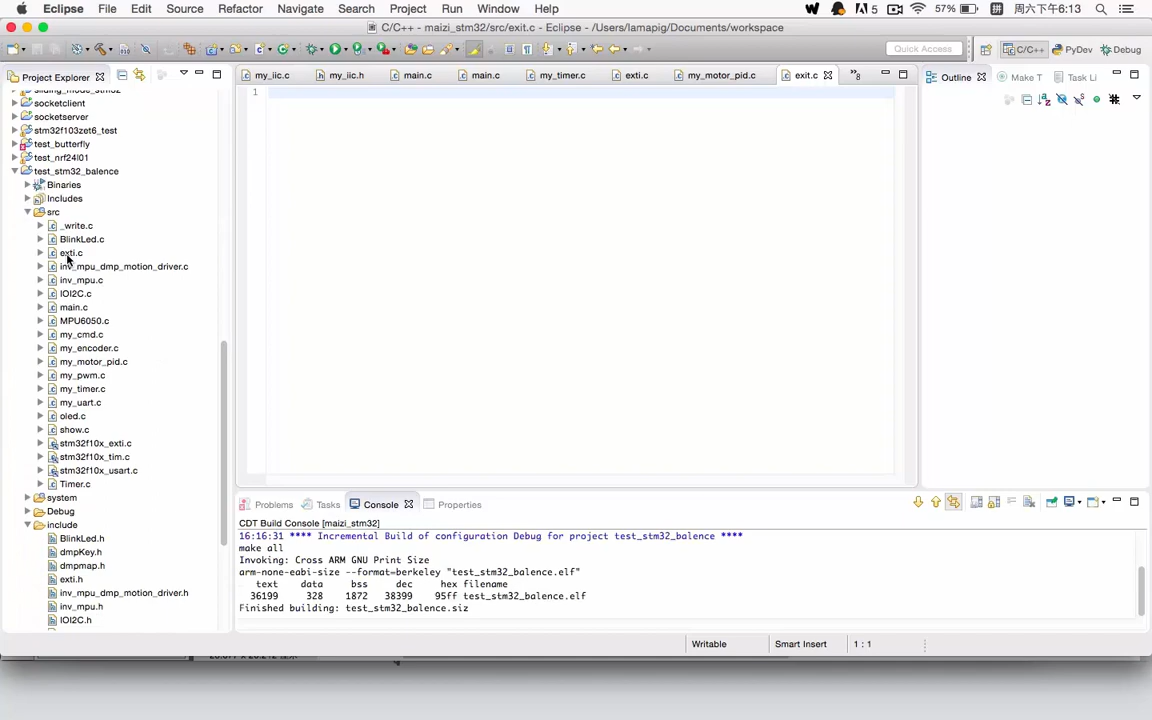 Eclipse File Edit Source Refactor Navigate Search Project Run Window Help
5 57% 拼 周六下午6:13
C/C++ - maizi_stm32/src/exit.c - Eclipse - /Users/lamapig/Documents/workspace
Quick Access C/C++ PyDev Debug
Project Explorer
my_iic.c my_iic.h main.c main.c my_timer.c exti.c my_motor_pid.c exit.c »8
Outline Make T Task Li
1
sliding_mode_stm32
socketclient
socketserver
stm32f103zet6_test
test_butterfly
test_nrf24l01
test_stm32_balence
Binaries
Includes
src
_write.c
BlinkLed.c
exti.c
inv_mpu_dmp_motion_driver.c
inv_mpu.c
IOI2C.c
main.c
MPU6050.c
my_cmd.c
my_encoder.c
my_motor_pid.c
my_pwm.c
my_timer.c
my_uart.c
oled.c
show.c
stm32f10x_exti.c
stm32f10x_tim.c
stm32f10x_usart.c
Timer.c
system
Debug
include
BlinkLed.h
dmpKey.h
dmpmap.h
exti.h
inv_mpu_dmp_motion_driver.h
inv_mpu.h
IOI2C.h
Problems Tasks Console Properties
CDT Build Console [maizi_stm32]
16:16:31 **** Incremental Build of configuration Debug for project test_stm32_balence ****
make all
Invoking: Cross ARM GNU Print Size
arm-none-eabi-size --format=berkeley "test_stm32_balence.elf"
text data bss dec hex filename
36199 328 1872 38399 95ff test_stm32_balence.elf
Finished building: test_stm32_balence.siz
Writable Smart Insert 1 : 1